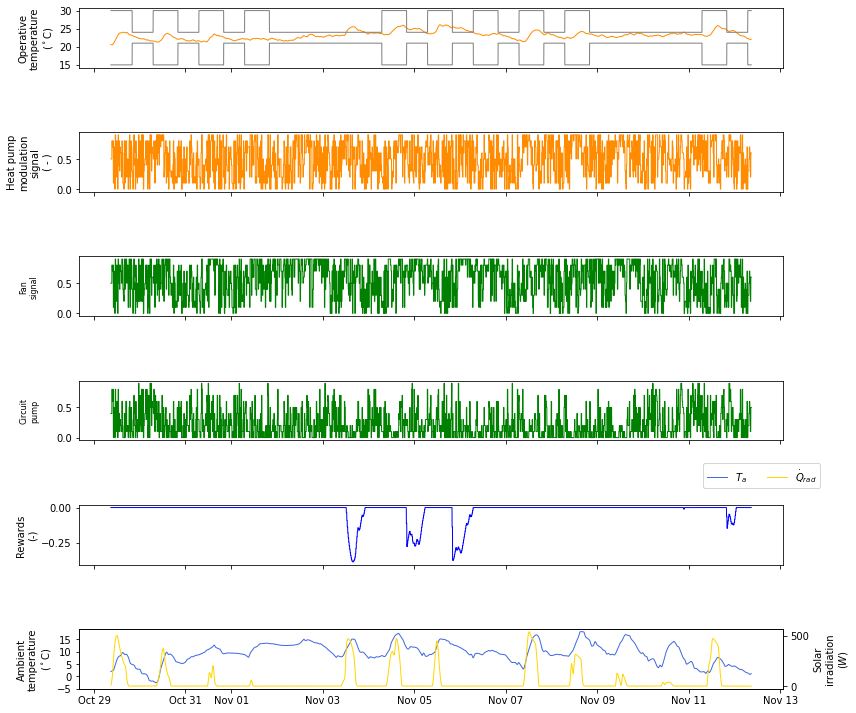 Operative
temperature
(°C)
30
25
20
15
Heat pump
modulation
signal
( - )
0.5
0.0
Fan
signal
0.5
0.0
Circuit
pump
0.5
0.0
T_a
Q̇_rad
Rewards
(-)
0.00
−0.25
Ambient
temperature
(°C)
15
10
5
0
−5
500
0
Solar
irradiation
(W)
Oct 29 Oct 31 Nov 01 Nov 03 Nov 05 Nov 07 Nov 09 Nov 11 Nov 13